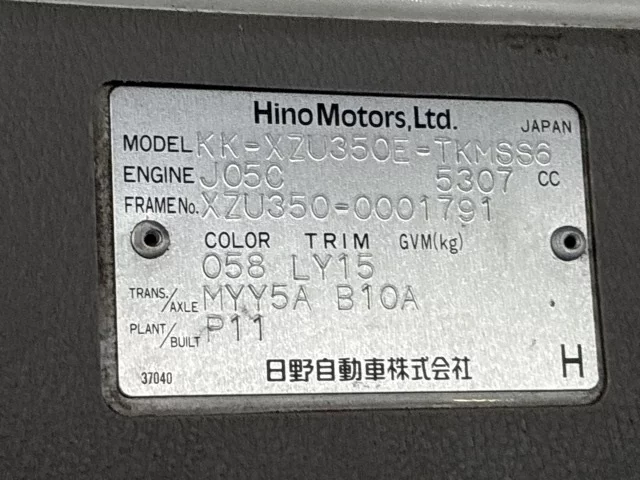 Hino Motors, Ltd. JAPAN
MODEL KK-XZU350E-TKMSS6
ENGINE J05C 5307 CC
FRAME No. XZU350-0001791
COLOR TRIM GVM(kg)
058 LY15
TRANS./AXLE MYY5A B10A
PLANT/BUILT P11
37040 日野自動車株式会社 H